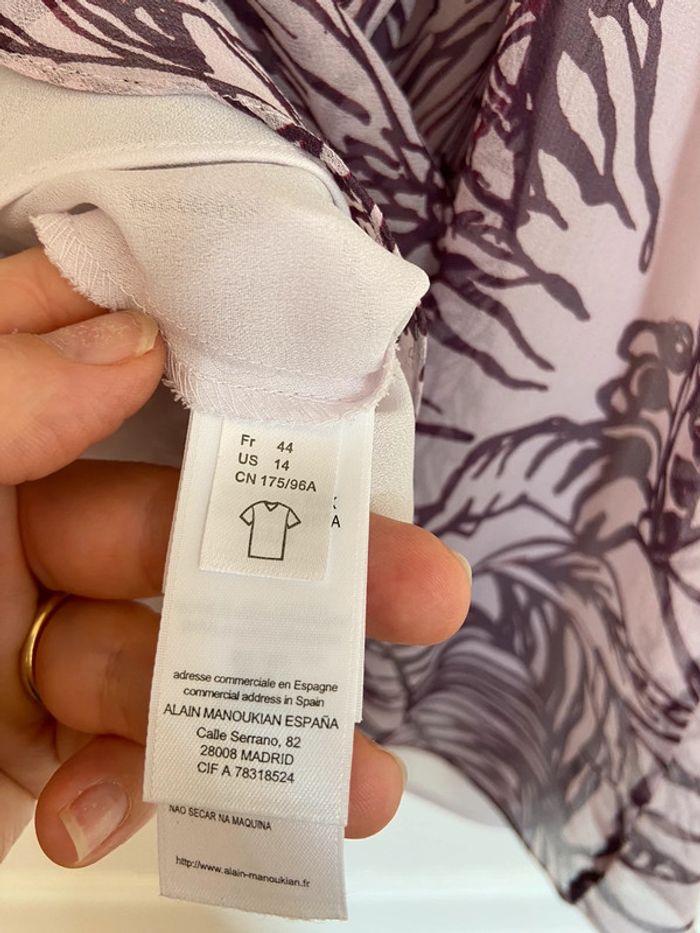 Fr 44
US 14
CN 175/96A
A
adresse commerciale en Espagne
commercial address in Spain
ALAIN MANOUKIAN ESPAÑA
Calle Serrano, 82
28008 MADRID
CIF A 78318524
NAO SECAR NA MAQUINA
http://www.alain-manoukian.fr